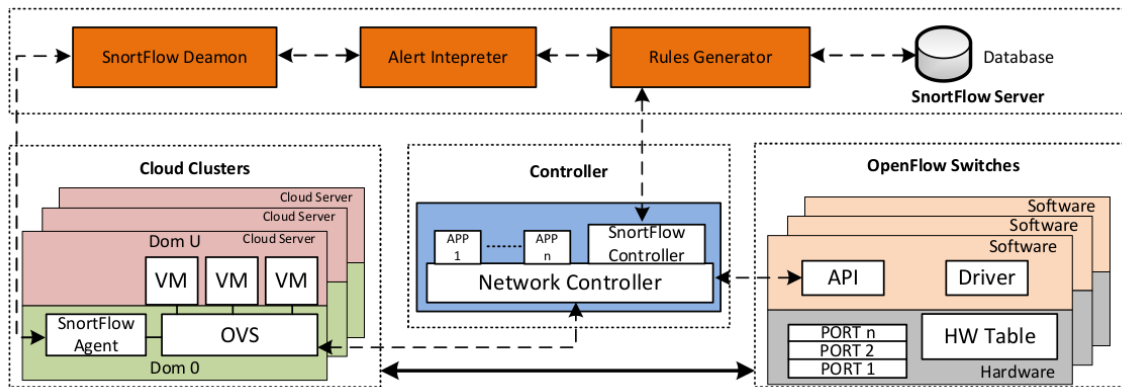 SnortFlow Deamon
Alert Intepreter
Rules Generator
Database
SnortFlow Server
Cloud Clusters
Cloud Server
Cloud Server
Cloud Server
Dom U
VM
VM
VM
SnortFlow
Agent
OVS
Dom 0
Controller
APP
1
APP
n
SnortFlow
Controller
Network Controller
OpenFlow Switches
Software
Software
Software
API
Driver
PORT n
PORT 2
PORT 1
HW Table
Hardware